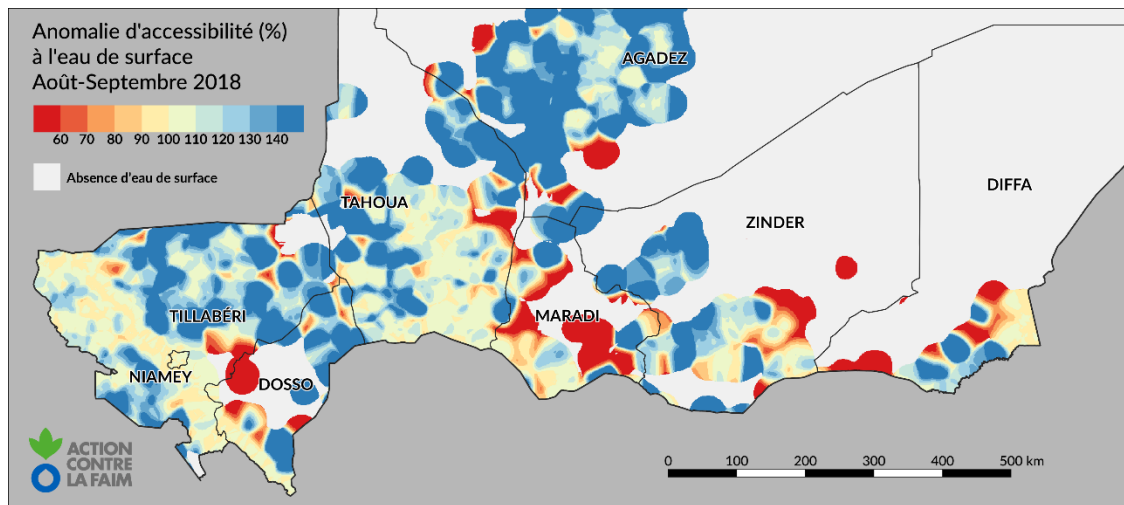 Anomalie d'accessibilité (%)
à l'eau de surface
Août-Septembre 2018
60 70 80 90 100 110 120 130 140
Absence d'eau de surface
AGADEZ
DIFFA
TAHOUA
ZINDER
TILLABÉRI
MARADI
NIAMEY
DOSSO
ACTION
CONTRE
LA FAIM
0 100 200 300 400 500 km